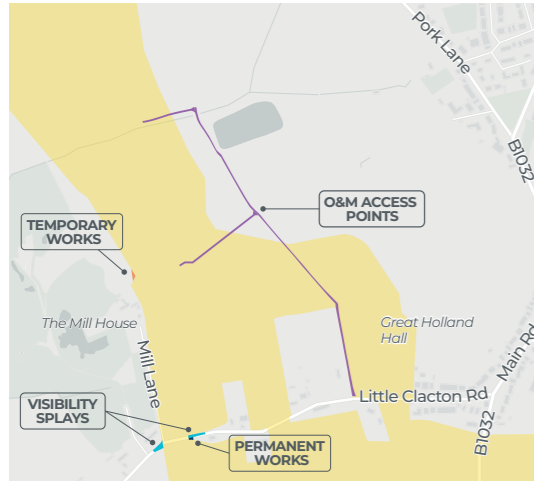 Pork Lane
B1032
O&M ACCESS
POINTS
TEMPORARY
WORKS
The Mill House
Mill Lane
Great Holland
Hall
Main Rd
Little Clacton Rd
VISIBILITY
SPLAYS
PERMANENT
WORKS
B1032